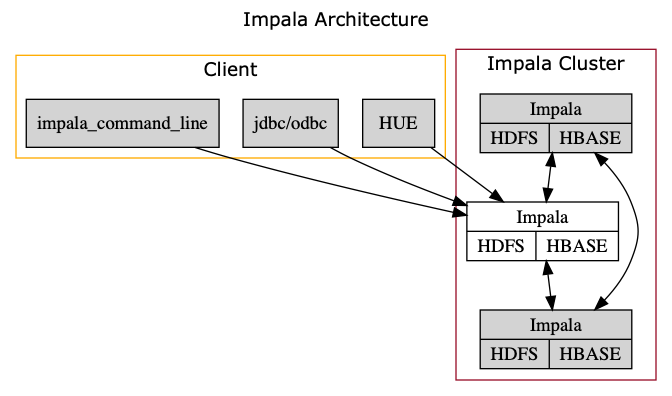 Impala Architecture
Client
impala_command_line
jdbc/odbc
HUE
Impala Cluster
Impala
HDFS HBASE
Impala
HDFS HBASE
Impala
HDFS HBASE